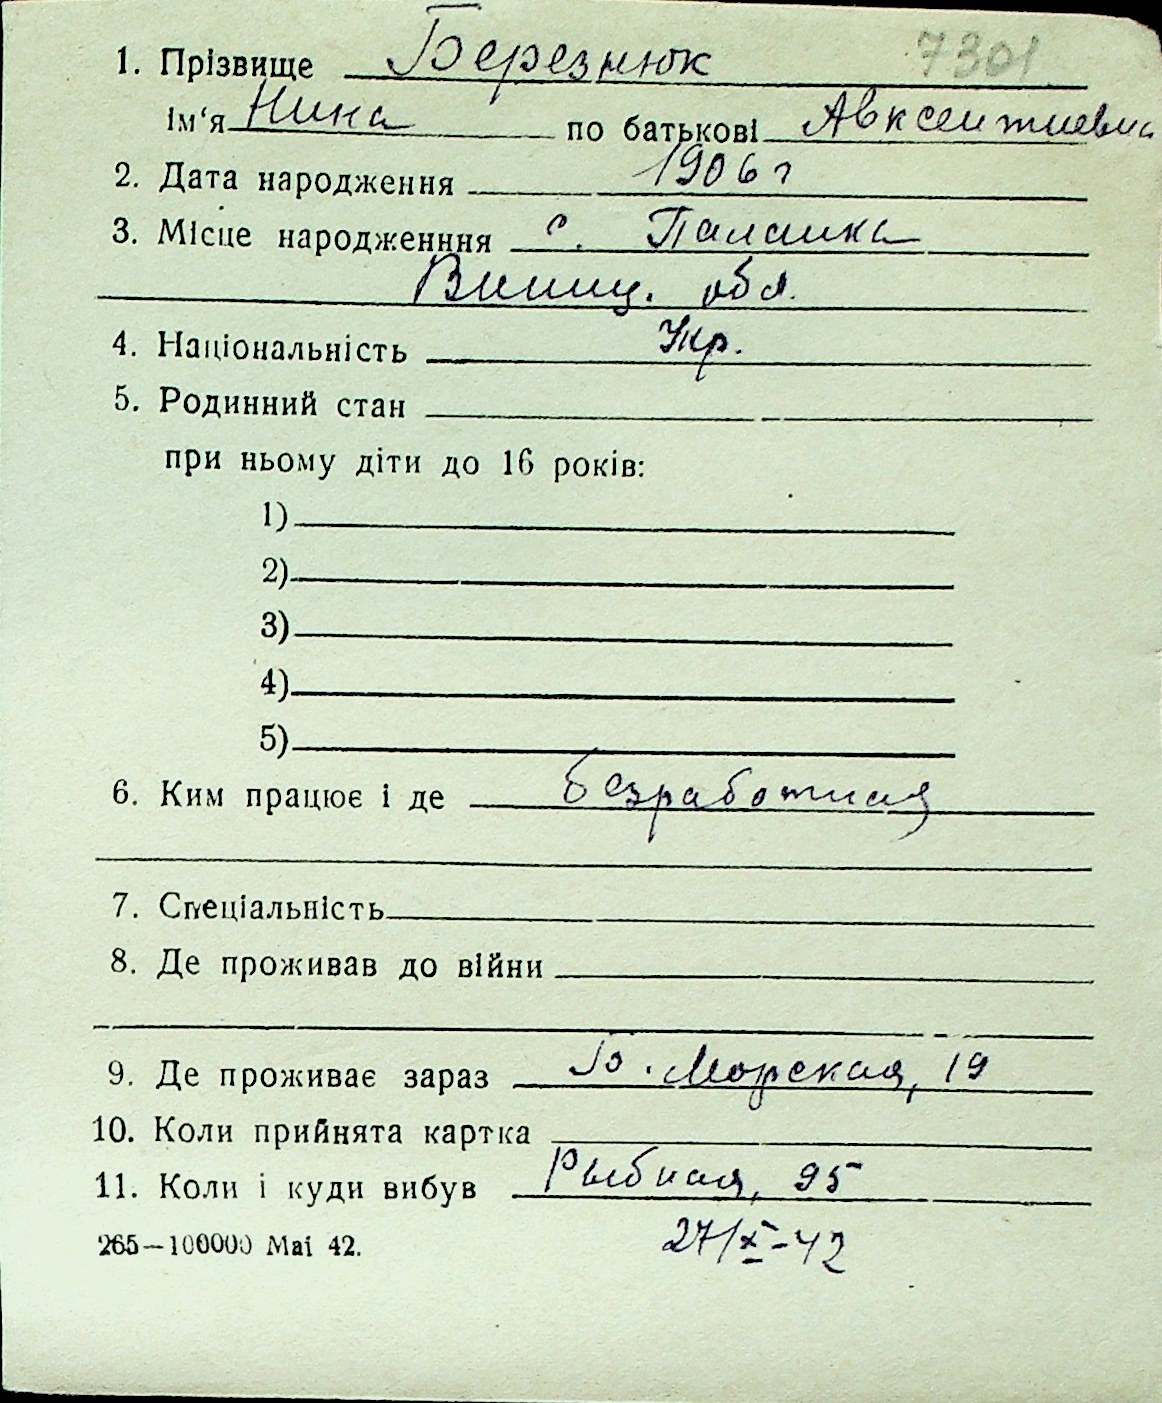 7301
1. Прізвище Березнюк
Ім‘я Нина по батькові Авксентиевна
2. Дата народження 1906 г
3. Місце народженння с. Паланка
Винниц. обл.
4. Національність Укр.
5. Родинний стан
при ньому діти до 16 років:
1)
2)
3)
4)
5)
6. Ким працює і де безработная
7. Спеціальність
8. Де проживав до війни
9. Де проживає зараз Б. Морская, 19
10. Коли прийнята картка
11. Коли і куди вибув Рыбная, 95
265—100000 Mai 42. 27/X-42